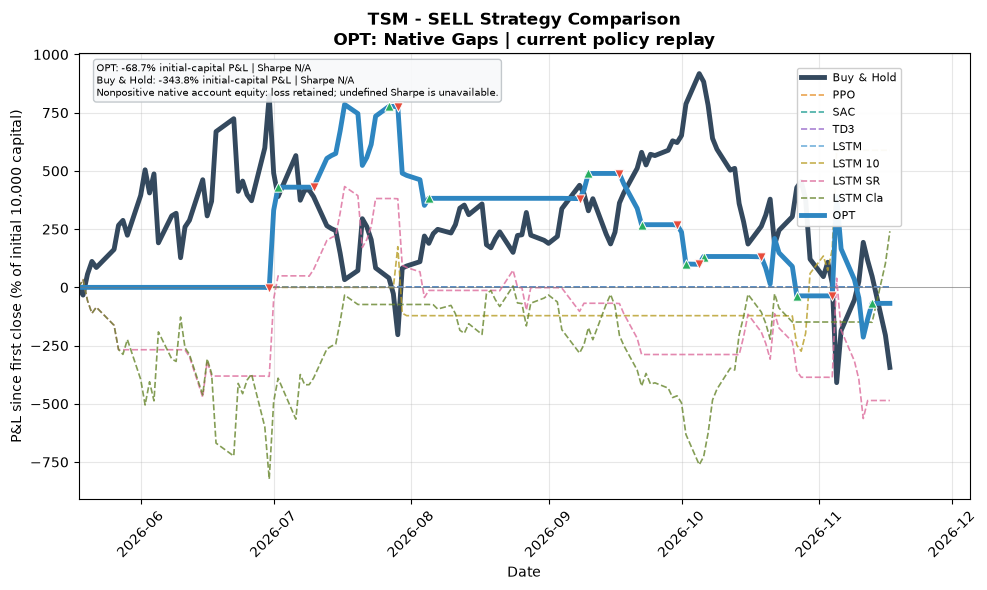 TSM - SELL Strategy Comparison
OPT: Native Gaps | current policy replay
OPT: -68.7% initial-capital P&L | Sharpe N/A
Buy & Hold: -343.8% initial-capital P&L | Sharpe N/A
Nonpositive native account equity: loss retained; undefined Sharpe is unavailable.
Buy & Hold
PPO
SAC
TD3
LSTM
LSTM 10
LSTM SR
LSTM Cla
OPT
P&L since first close (% of initial 10,000 capital)
1000
750
500
250
0
−250
−500
−750
2026-06
2026-07
2026-08
2026-09
2026-10
2026-11
2026-12
Date